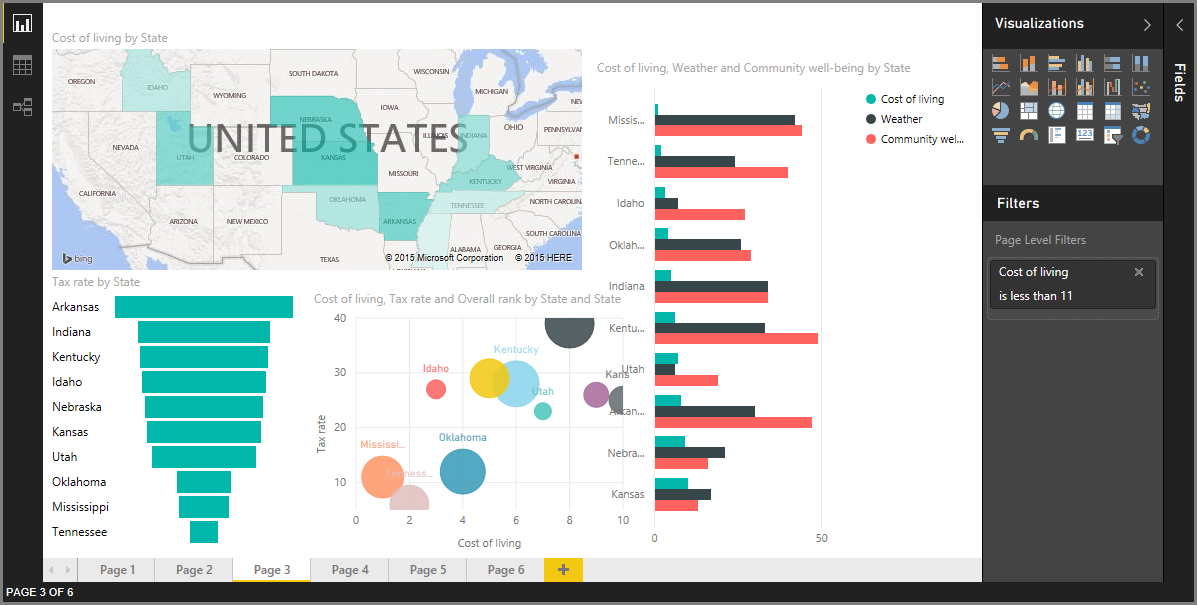 Cost of living by State
OREGON
IDAHO
WYOMING
SOUTH DAKOTA
WISCONSIN
MICHIGAN
NEW
IOWA
NEBRASKA
UNITED STATES
NEVADA
UTAH
COLORADO
KANSAS
MISSOURI
ILLINOIS
INDIANA
OHIO
PENNSYLVAN
WEST VIRGINIA
VIRGINIA
KENTUCKY
CALIFORNIA
ARIZONA
NEW MEXICO
OKLAHOMA
ARKANSAS
TENNESSEE
NORTH CAROLIN
SOUTH CAROLINA
ALABAMA
GEORGIA
TEXAS
bing
© 2015 Microsoft Corporation © 2015 HERE
Tax rate by State
Arkansas
Indiana
Kentucky
Idaho
Nebraska
Kansas
Utah
Oklahoma
Mississippi
Tennessee
Cost of living, Tax rate and Overall rank by State and State
Tax rate
40
30
20
10
Kentucky
Idaho
Utah
Kans
Oklahoma
Mississi...
Tenness...
0 2 4 6 8 10
Cost of living
Cost of living, Weather and Community well-being by State
Cost of living
Weather
Community wel...
Missis...
Tenne...
Idaho
Oklah...
Indiana
Kentu...
Utah
Arkan...
Nebra...
Kansas
0 50
Visualizations
123
Filters
Page Level Filters
Cost of living
is less than 11
Fields
Page 1
Page 2
Page 3
Page 4
Page 5
Page 6
PAGE 3 OF 6